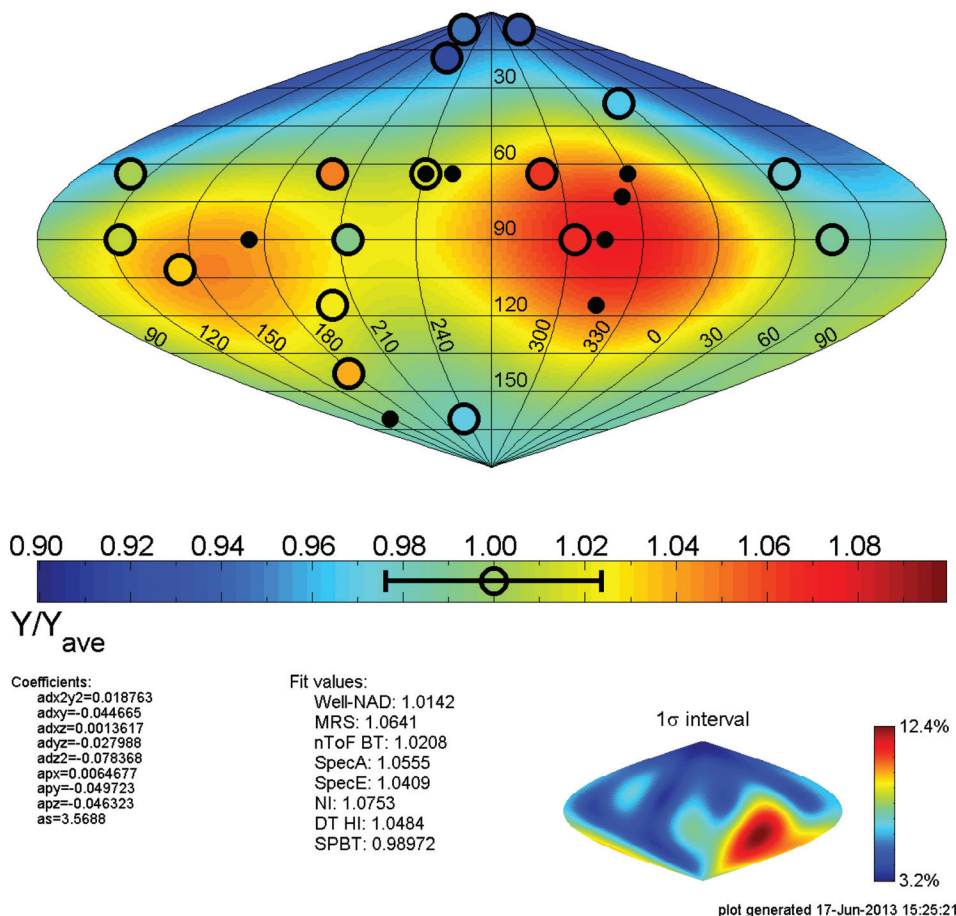 30
60
90
120
150
90 120 150 180 210 240 300 330 0 30 60 90
0.90 0.92 0.94 0.96 0.98 1.00 1.02 1.04 1.06 1.08
Y/Yave
Coefficients:
adx2y2=0.018763
adxy=-0.044665
adxz=0.0013617
adyz=-0.027988
adz2=-0.078368
apx=0.0064677
apy=-0.049723
apz=-0.046323
as=3.5688
Fit values:
Well-NAD: 1.0142
MRS: 1.0641
nToF BT: 1.0208
SpecA: 1.0555
SpecE: 1.0409
NI: 1.0753
DT HI: 1.0484
SPBT: 0.98972
1σ interval
12.4%
3.2%
plot generated 17-Jun-2013 15:25:21